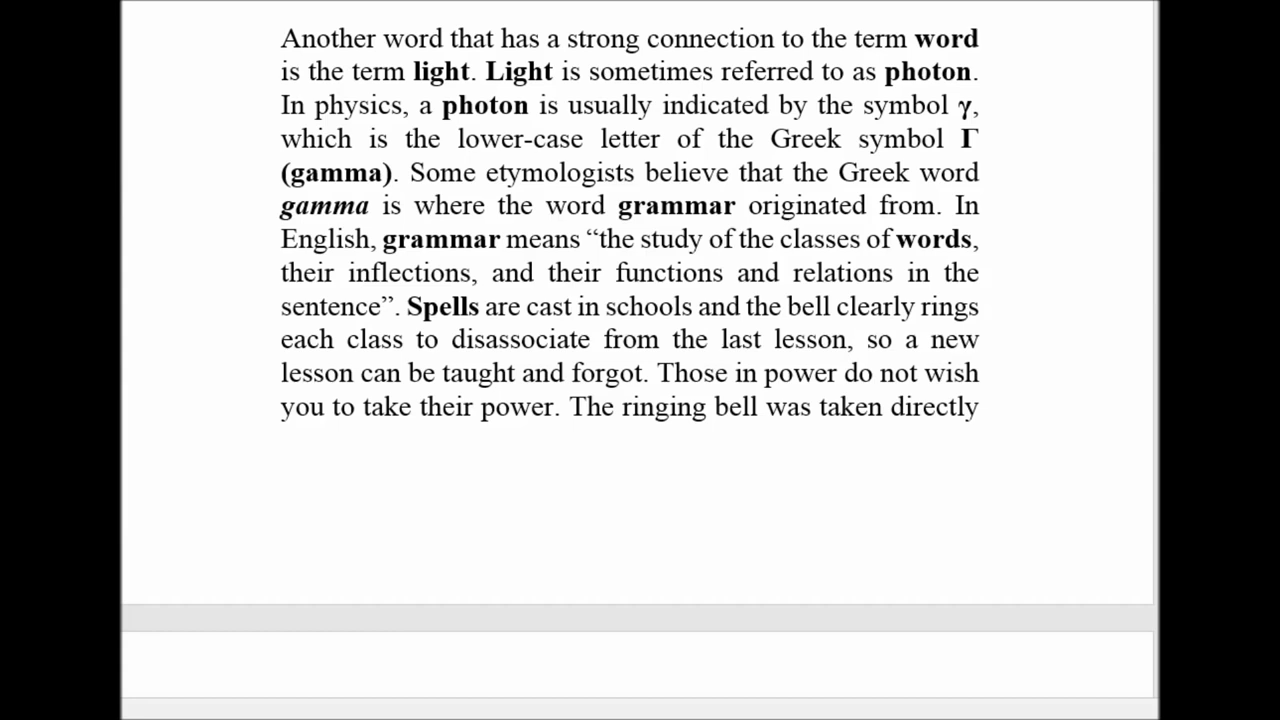 Another word that has a strong connection to the term word
is the term light. Light is sometimes referred to as photon.
In physics, a photon is usually indicated by the symbol γ,
which is the lower-case letter of the Greek symbol Γ
(gamma). Some etymologists believe that the Greek word
gamma is where the word grammar originated from. In
English, grammar means “the study of the classes of words,
their inflections, and their functions and relations in the
sentence”. Spells are cast in schools and the bell clearly rings
each class to disassociate from the last lesson, so a new
lesson can be taught and forgot. Those in power do not wish
you to take their power. The ringing bell was taken directly